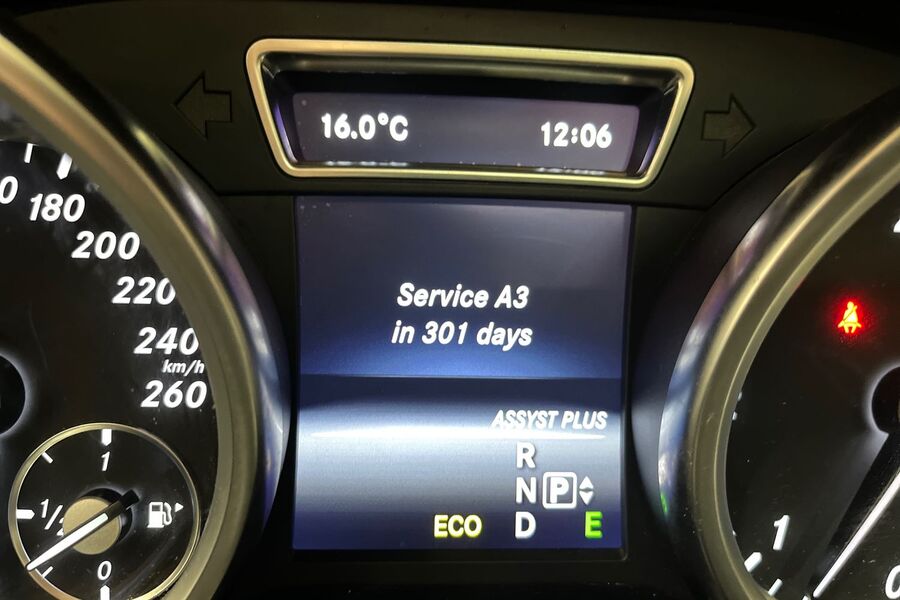 16.0°C 12:06
180
200
220
240
km/h
260
Service A3
in 301 days
ASSYST PLUS
R
N P
ECO D E
1
1/2
0
1